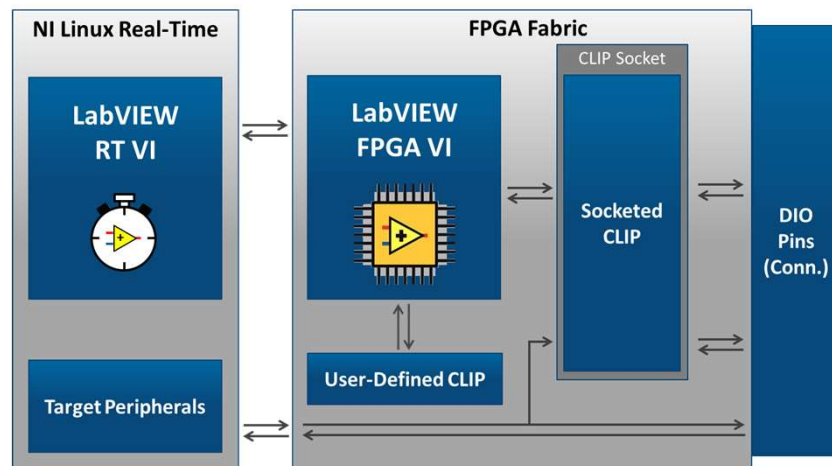 NI Linux Real-Time
LabVIEW
RT VI
Target Peripherals
FPGA Fabric
LabVIEW
FPGA VI
User-Defined CLIP
CLIP Socket
Socketed
CLIP
DIO
Pins
(Conn.)